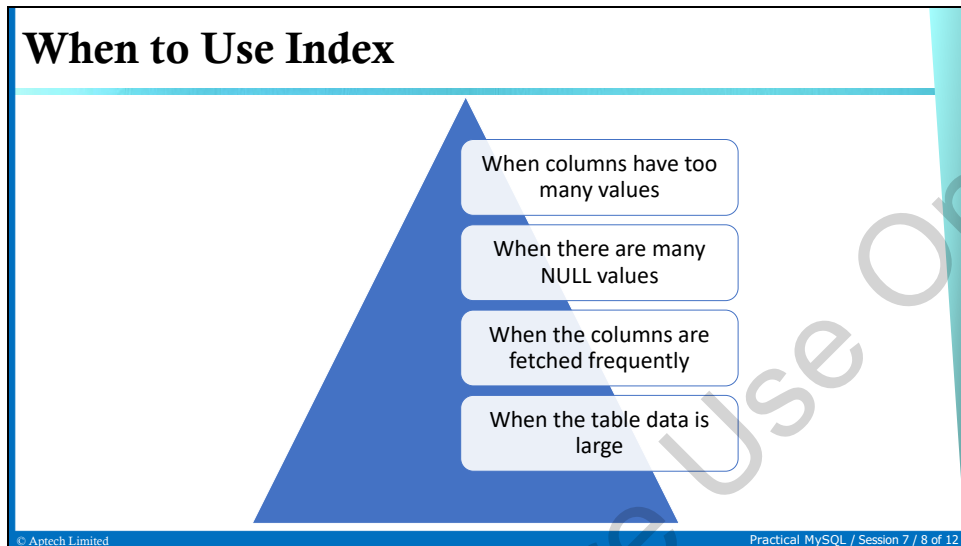 When to Use Index
When columns have too
many values
When there are many
NULL values
When the columns are
fetched frequently
When the table data is
large
Use
© Aptech Limited
Practical MySQL / Session 7 / 8 of 12